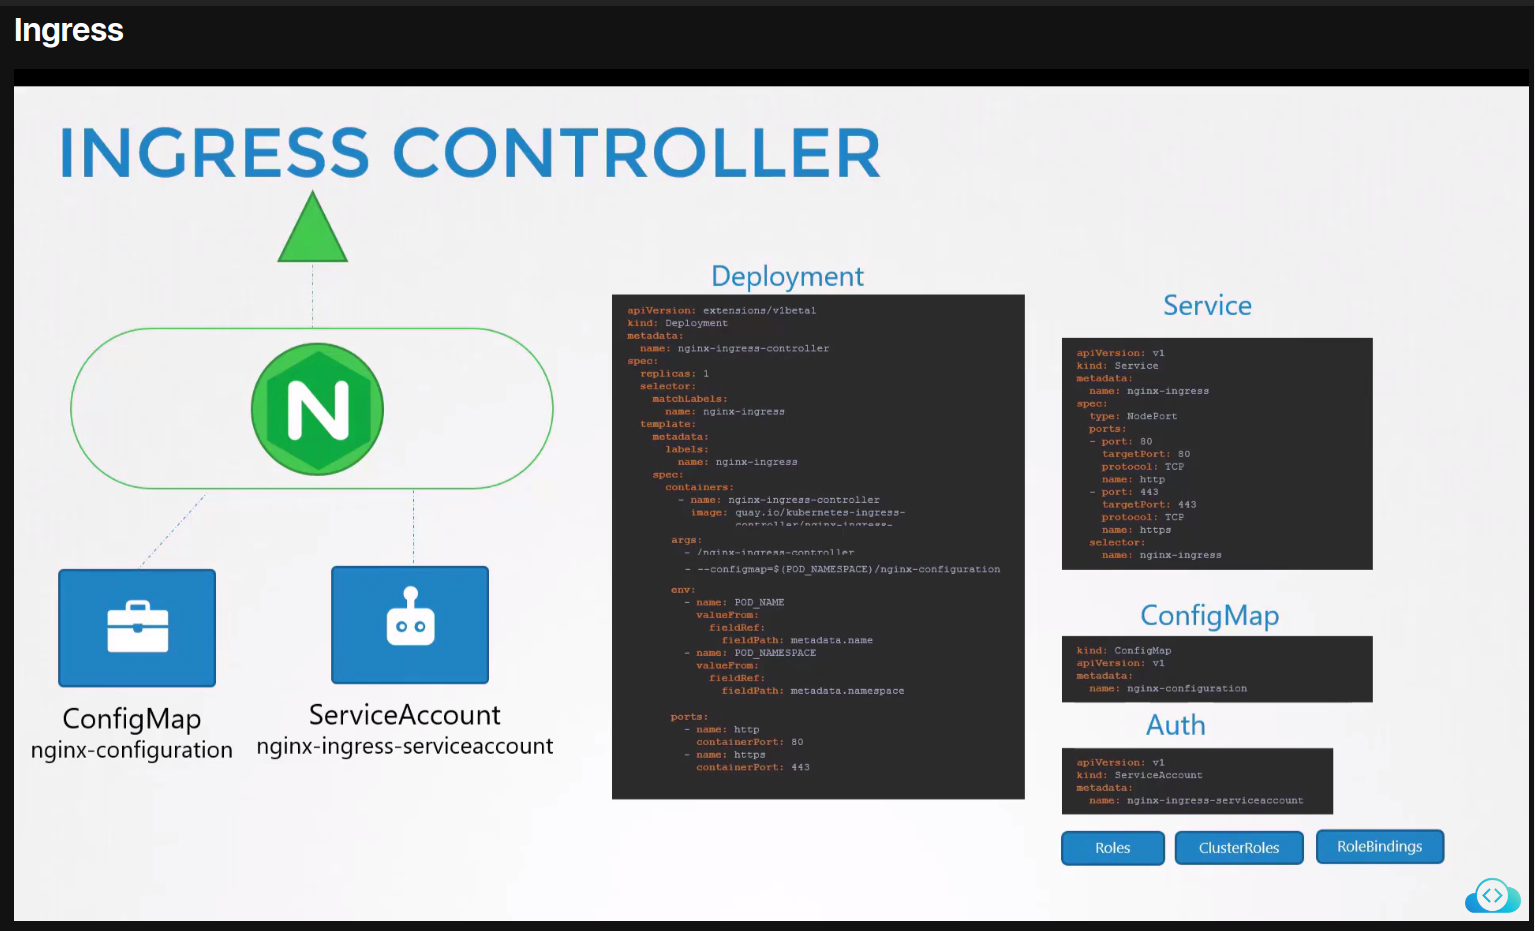 Ingress
INGRESS CONTROLLER
N
ConfigMap
nginx-configuration
ServiceAccount
nginx-ingress-serviceaccount
Deployment
apiVersion: extensions/v1beta1
kind: Deployment
metadata:
  name: nginx-ingress-controller
spec:
  replicas: 1
  selector:
    matchLabels:
      name: nginx-ingress
  template:
    metadata:
      labels:
        name: nginx-ingress
    spec:
      containers:
        - name: nginx-ingress-controller
          image: quay.io/kubernetes-ingress-
                 controller/nginx-ingress-
      args:
        - /nginx-ingress-controller
        - --configmap=$(POD_NAMESPACE)/nginx-configuration
      env:
        - name: POD_NAME
          valueFrom:
            fieldRef:
              fieldPath: metadata.name
        - name: POD_NAMESPACE
          valueFrom:
            fieldRef:
              fieldPath: metadata.namespace
      ports:
        - name: http
          containerPort: 80
        - name: https
          containerPort: 443
Service
apiVersion: v1
kind: Service
metadata:
  name: nginx-ingress
spec:
  type: NodePort
  ports:
  - port: 80
    targetPort: 80
    protocol: TCP
    name: http
  - port: 443
    targetPort: 443
    protocol: TCP
    name: https
  selector:
    name: nginx-ingress
ConfigMap
kind: ConfigMap
apiVersion: v1
metadata:
  name: nginx-configuration
Auth
apiVersion: v1
kind: ServiceAccount
metadata:
  name: nginx-ingress-serviceaccount
Roles
ClusterRoles
RoleBindings